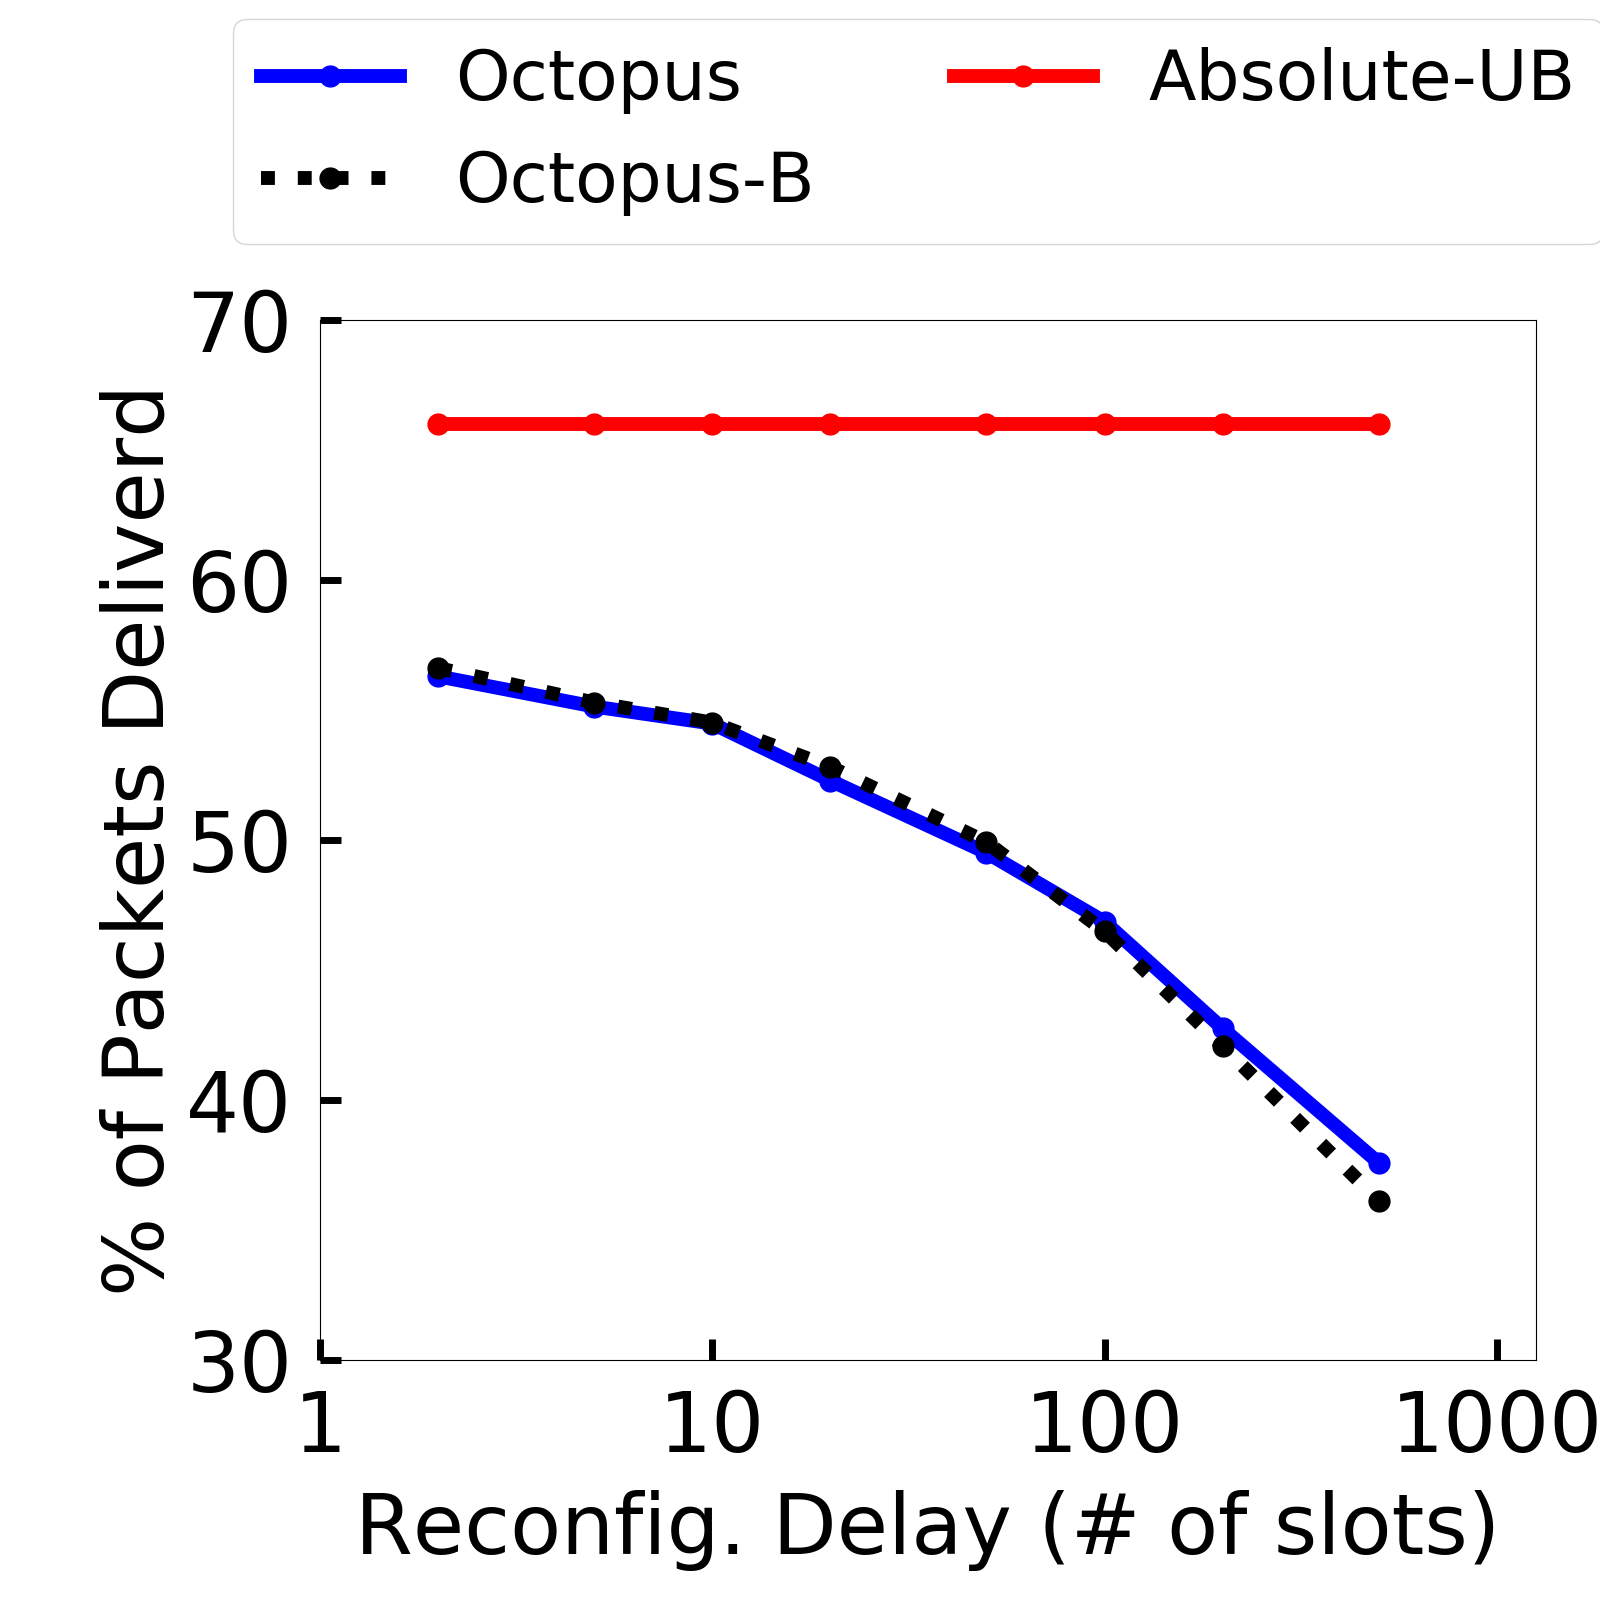 Octopus
Absolute-UB
Octopus-B
70
60
50
40
30
% of Packets Deliverd
1
10
100
1000
Reconfig. Delay (# of slots)